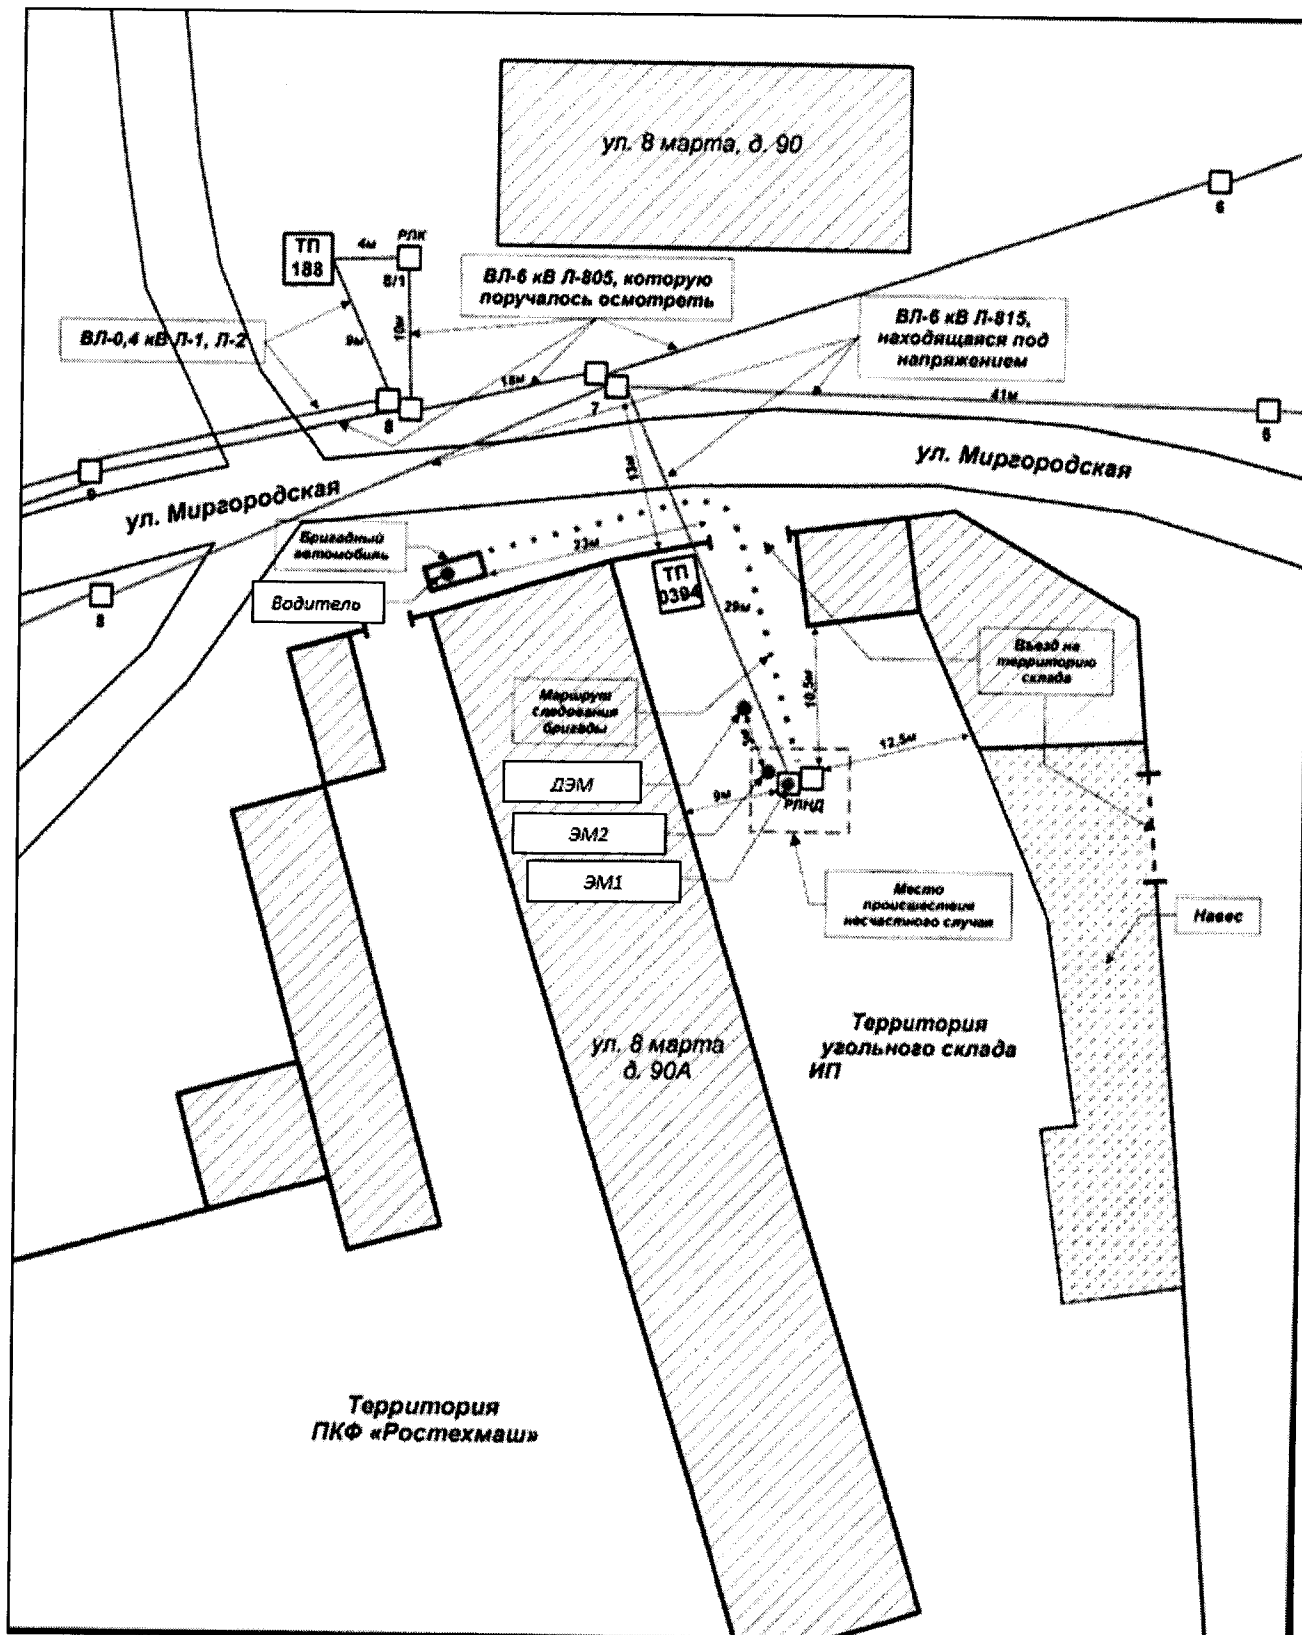 ул. 8 марта, д. 90
6
ТП
188
4м
РЛК
8/1
ВЛ-6 кВ Л-805, которую
поручалось осмотреть
ВЛ-6 кВ Л-815,
находящаяся под
напряжением
ВЛ-0,4 кВ Л-1, Л-2
9м
10м
18м
7
41м
8
5
9
13м
ул. Миргородская
ул. Миргородская
Бригадный
автомобиль
23м
Водитель
8
ТП
0394
29м
10,5м
Въезд на
территорию
склада
Маршрут
следования
бригады
12,5м
ДЭМ
9м
РЛНД
ЭМ2
ЭМ1
Место
происшествия
несчастного случая
Навес
ул. 8 марта
д. 90А
Территория
угольного склада
ИП
Территория
ПКФ «Ростехмаш»